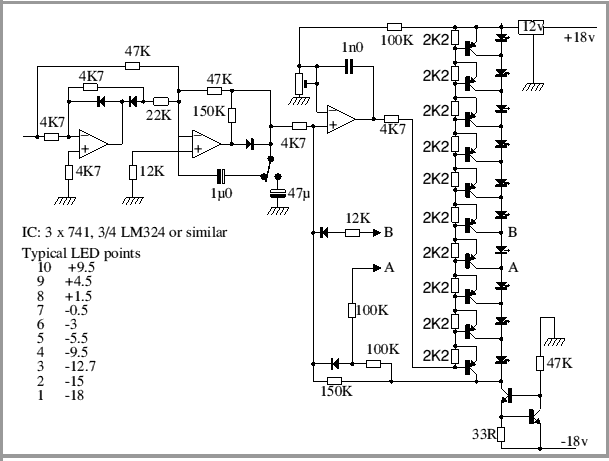 12v
+18v
100K
2K2
1n0
47K
4K7
47K
2K2
4K7
22K
150K
2K2
4K7
4K7
4K7
2K2
4K7
12K
2K2
1µ0
47µ
2K2
12K
B
B
IC: 3 x 741, 3/4 LM324 or similar
Typical LED points
10 +9.5
9 +4.5
8 +1.5
7 -0.5
6 -3
5 -5.5
4 -9.5
3 -12.7
2 -15
1 -18
2K2
A
A
2K2
100K
2K2
100K
2K2
47K
150K
33R
-18v